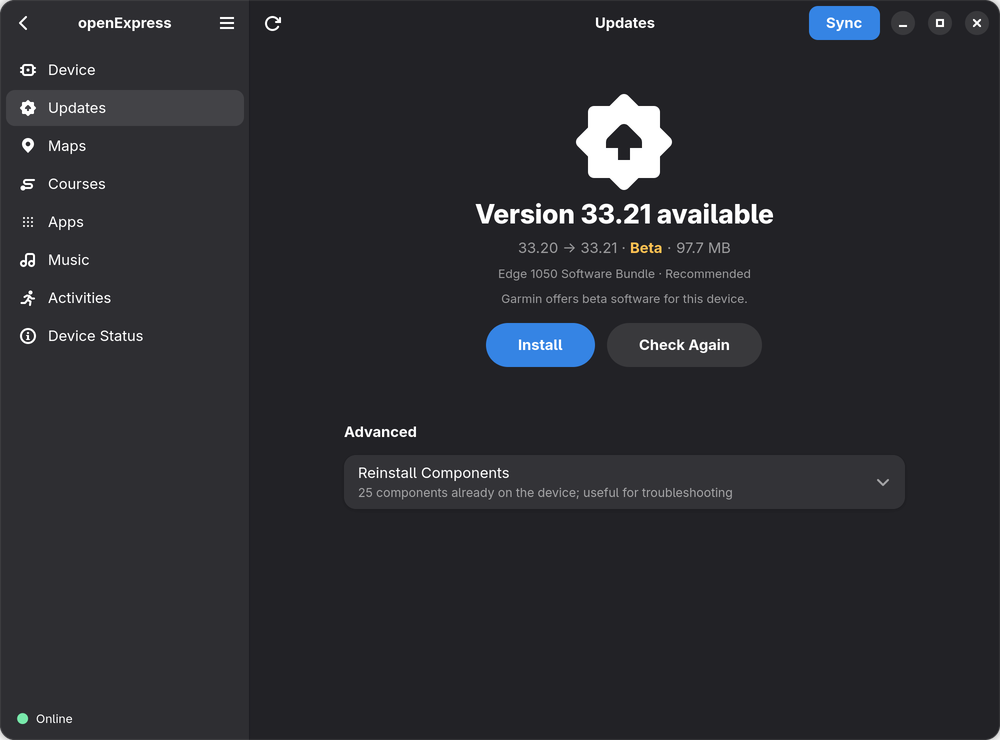 openExpress
Updates
Sync
Device
Updates
Maps
Courses
Apps
Music
Activities
Device Status
Version 33.21 available
33.20 → 33.21 · Beta · 97.7 MB
Edge 1050 Software Bundle · Recommended
Garmin offers beta software for this device.
Install
Check Again
Advanced
Reinstall Components
25 components already on the device; useful for troubleshooting
Online